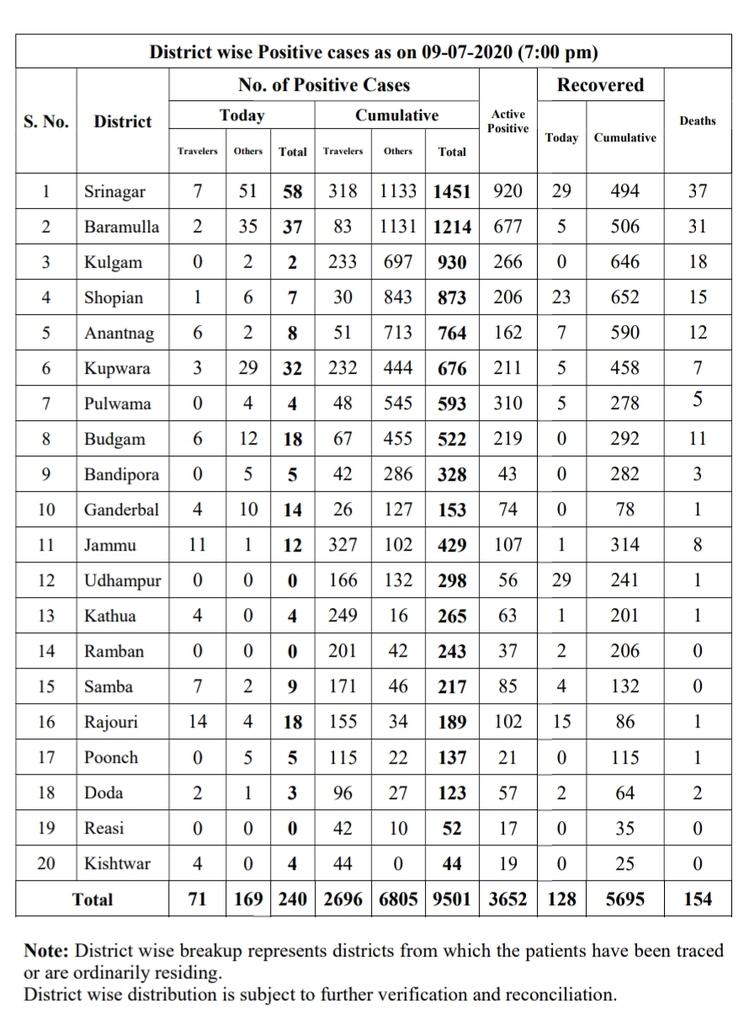 District wise Positive cases as on 09-07-2020 (7:00 pm)
S. No. District No. of Positive Cases Active Positive Recovered Deaths
Today Cumulative Today Cumulative
Travelers Others Total Travelers Others Total
1 Srinagar 7 51 58 318 1133 1451 920 29 494 37
2 Baramulla 2 35 37 83 1131 1214 677 5 506 31
3 Kulgam 0 2 2 233 697 930 266 0 646 18
4 Shopian 1 6 7 30 843 873 206 23 652 15
5 Anantnag 6 2 8 51 713 764 162 7 590 12
6 Kupwara 3 29 32 232 444 676 211 5 458 7
7 Pulwama 0 4 4 48 545 593 310 5 278 5
8 Budgam 6 12 18 67 455 522 219 0 292 11
9 Bandipora 0 5 5 42 286 328 43 0 282 3
10 Ganderbal 4 10 14 26 127 153 74 0 78 1
11 Jammu 11 1 12 327 102 429 107 1 314 8
12 Udhampur 0 0 0 166 132 298 56 29 241 1
13 Kathua 4 0 4 249 16 265 63 1 201 1
14 Ramban 0 0 0 201 42 243 37 2 206 0
15 Samba 7 2 9 171 46 217 85 4 132 0
16 Rajouri 14 4 18 155 34 189 102 15 86 1
17 Poonch 0 5 5 115 22 137 21 0 115 1
18 Doda 2 1 3 96 27 123 57 2 64 2
19 Reasi 0 0 0 42 10 52 17 0 35 0
20 Kishtwar 4 0 4 44 0 44 19 0 25 0
Total 71 169 240 2696 6805 9501 3652 128 5695 154
Note: District wise breakup represents districts from which the patients have been traced
or are ordinarily residing.
District wise distribution is subject to further verification and reconciliation.